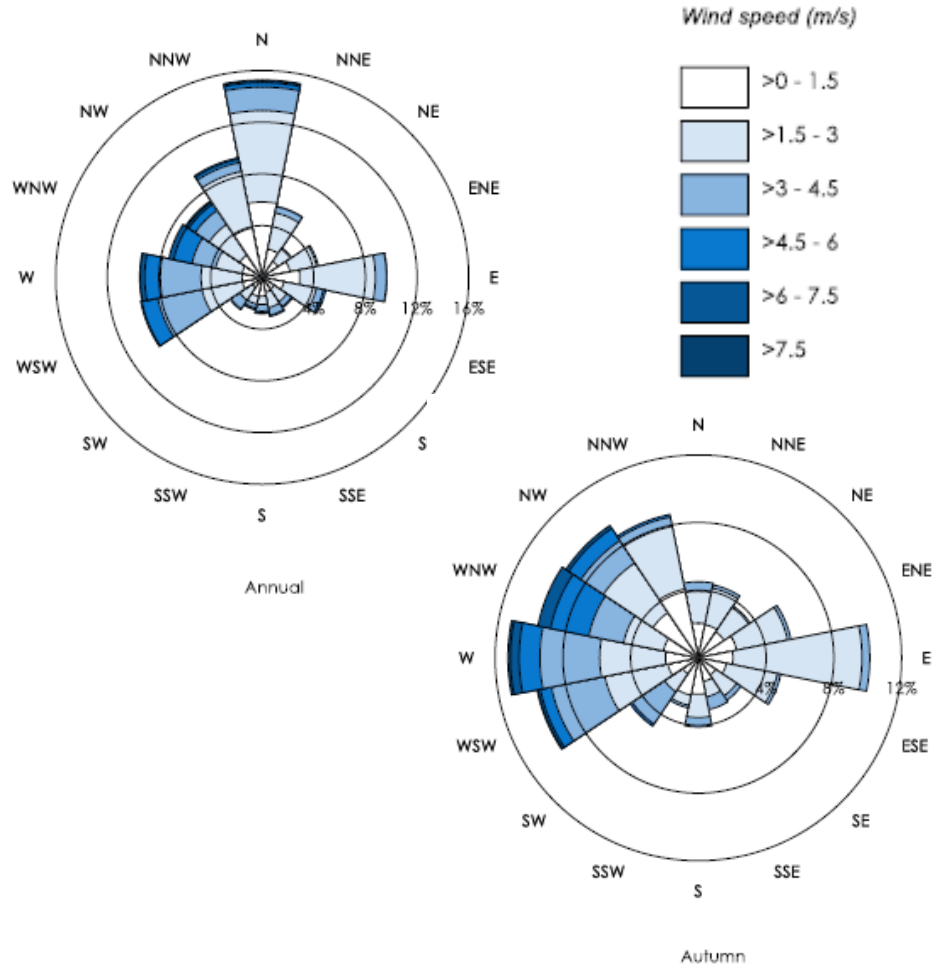 Wind speed (m/s)
>0 - 1.5
>1.5 - 3
>3 - 4.5
>4.5 - 6
>6 - 7.5
>7.5
N
NNW
NNE
NW
NE
WNW
ENE
W
E
4%
8%
12%
16%
WSW
ESE
SW
S
SSW
SSE
S
Annual
N
NNW
NNE
NW
NE
WNW
ENE
W
E
4%
8%
12%
WSW
ESE
SW
SE
SSW
SSE
S
Autumn